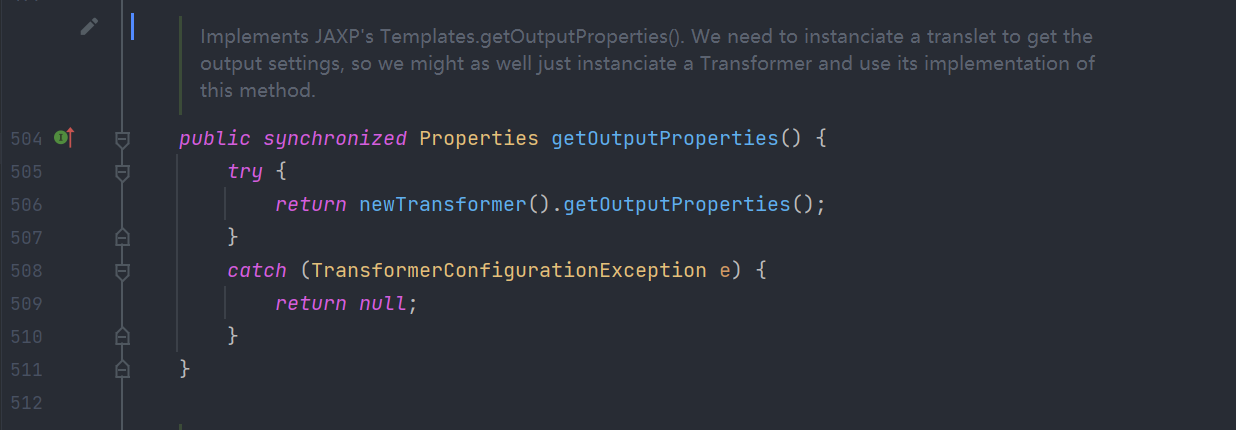 Implements JAXP's Templates.getOutputProperties(). We need to instanciate a translet to get the
output settings, so we might as well just instanciate a Transformer and use its implementation of
this method.
504 public synchronized Properties getOutputProperties() {
505 try {
506 return newTransformer().getOutputProperties();
507 }
508 catch (TransformerConfigurationException e) {
509 return null;
510 }
511 }
512